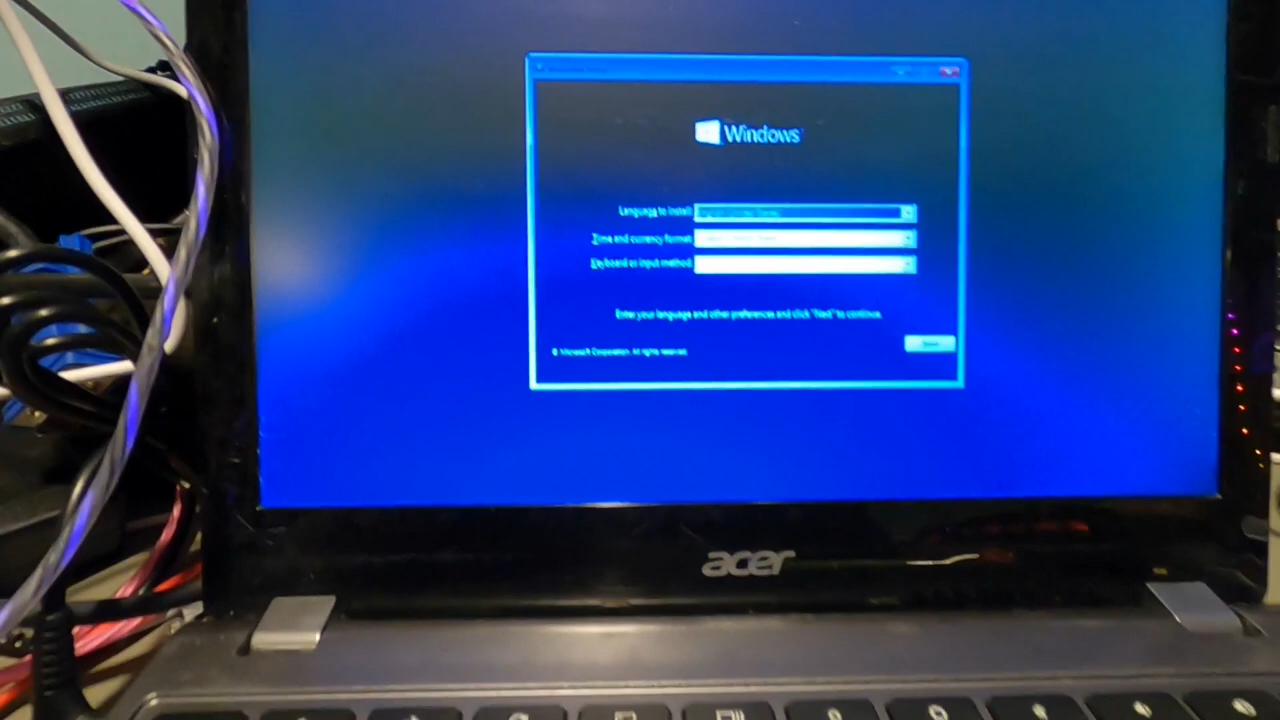 Windows
Language to install:
Time and currency format:
Keyboard or input method:
Enter your language and other preferences and click "Next" to continue.
© Microsoft Corporation. All rights reserved.
acer